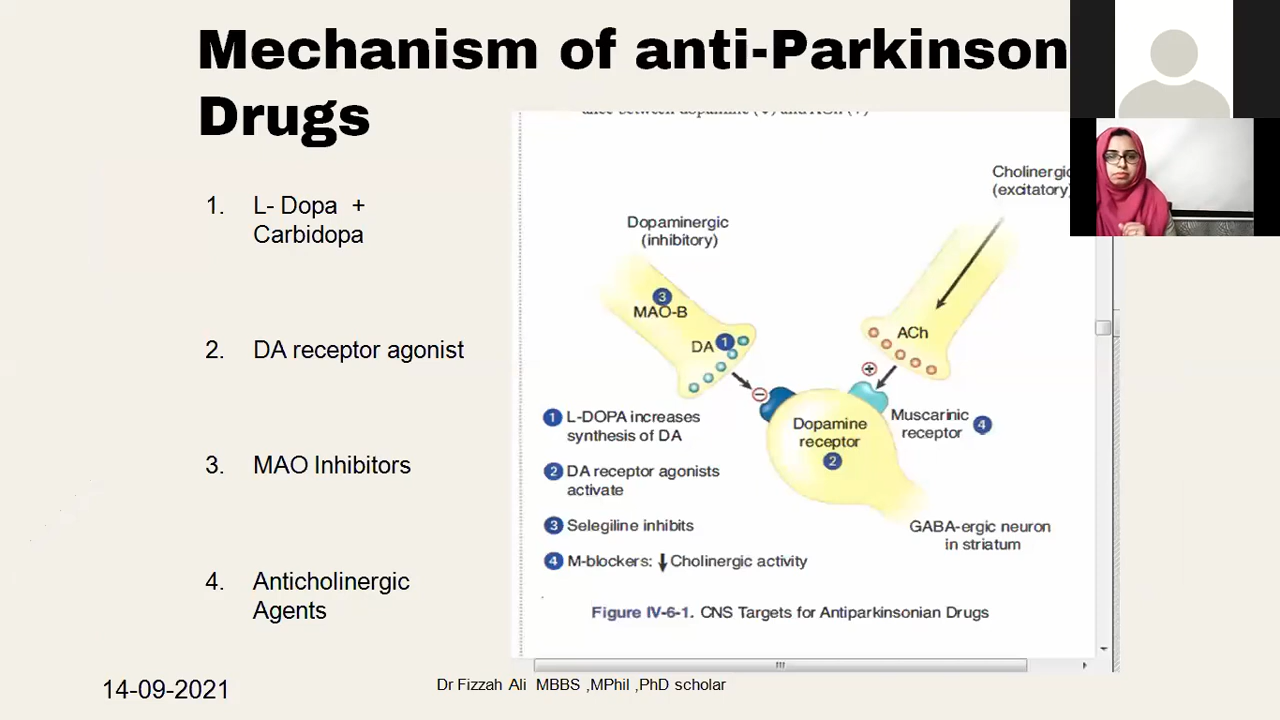 Mechanism of anti-Parkinson
Drugs
1. L- Dopa +
Carbidopa
2. DA receptor agonist
3. MAO Inhibitors
4. Anticholinergic
Agents
Cholinergic
(excitatory)
Dopaminergic
(inhibitory)
3
MAO-B
DA 1
ACh
+
−
Dopamine
receptor
2
Muscarinic
receptor 4
1 L-DOPA increases
synthesis of DA
2 DA receptor agonists
activate
3 Selegiline inhibits
4 M-blockers: ↓ Cholinergic activity
GABA-ergic neuron
in striatum
Figure IV-6-1. CNS Targets for Antiparkinsonian Drugs
14-09-2021
Dr Fizzah Ali MBBS ,MPhil ,PhD scholar